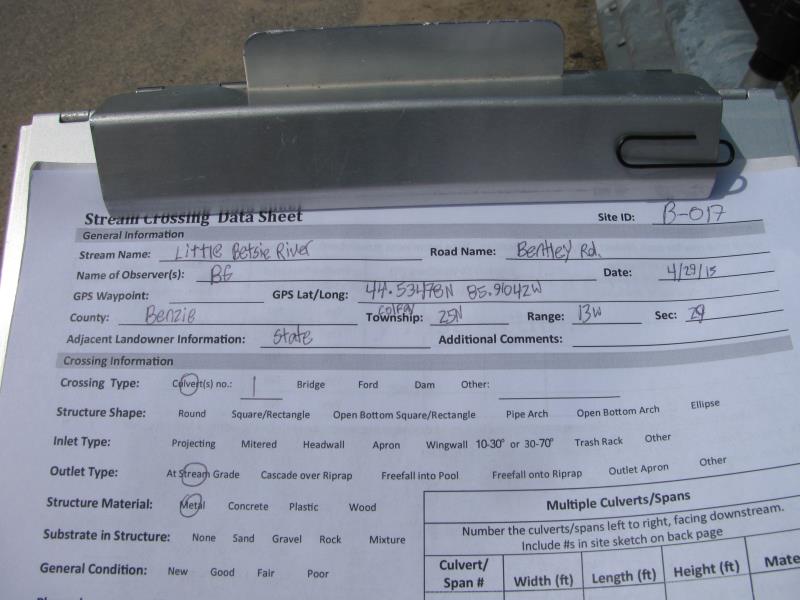 Stream Crossing Data Sheet Site ID: B-017
General Information
Stream Name: Little Betsie River Road Name: Bentley Rd.
Name of Observer(s): BG Date: 4/29/15
GPS Waypoint: GPS Lat/Long: 44.53478N 85.91042W
County: Benzie Township: Colfax 25N Range: 13W Sec: 29
Adjacent Landowner Information: State Additional Comments:
Crossing Information
Crossing Type: Culvert(s) no.: 1 Bridge Ford Dam Other:
Structure Shape: Round Square/Rectangle Open Bottom Square/Rectangle Pipe Arch Open Bottom Arch Ellipse
Inlet Type: Projecting Mitered Headwall Apron Wingwall 10-30° or 30-70° Trash Rack Other
Outlet Type: At Stream Grade Cascade over Riprap Freefall into Pool Freefall onto Riprap Outlet Apron Other
Structure Material: Metal Concrete Plastic Wood
Multiple Culverts/Spans
Substrate in Structure: None Sand Gravel Rock Mixture
Number the culverts/spans left to right, facing downstream.
Include #s in site sketch on back page
General Condition: New Good Fair Poor
Culvert/
Span # Width (ft) Length (ft) Height (ft) Mate